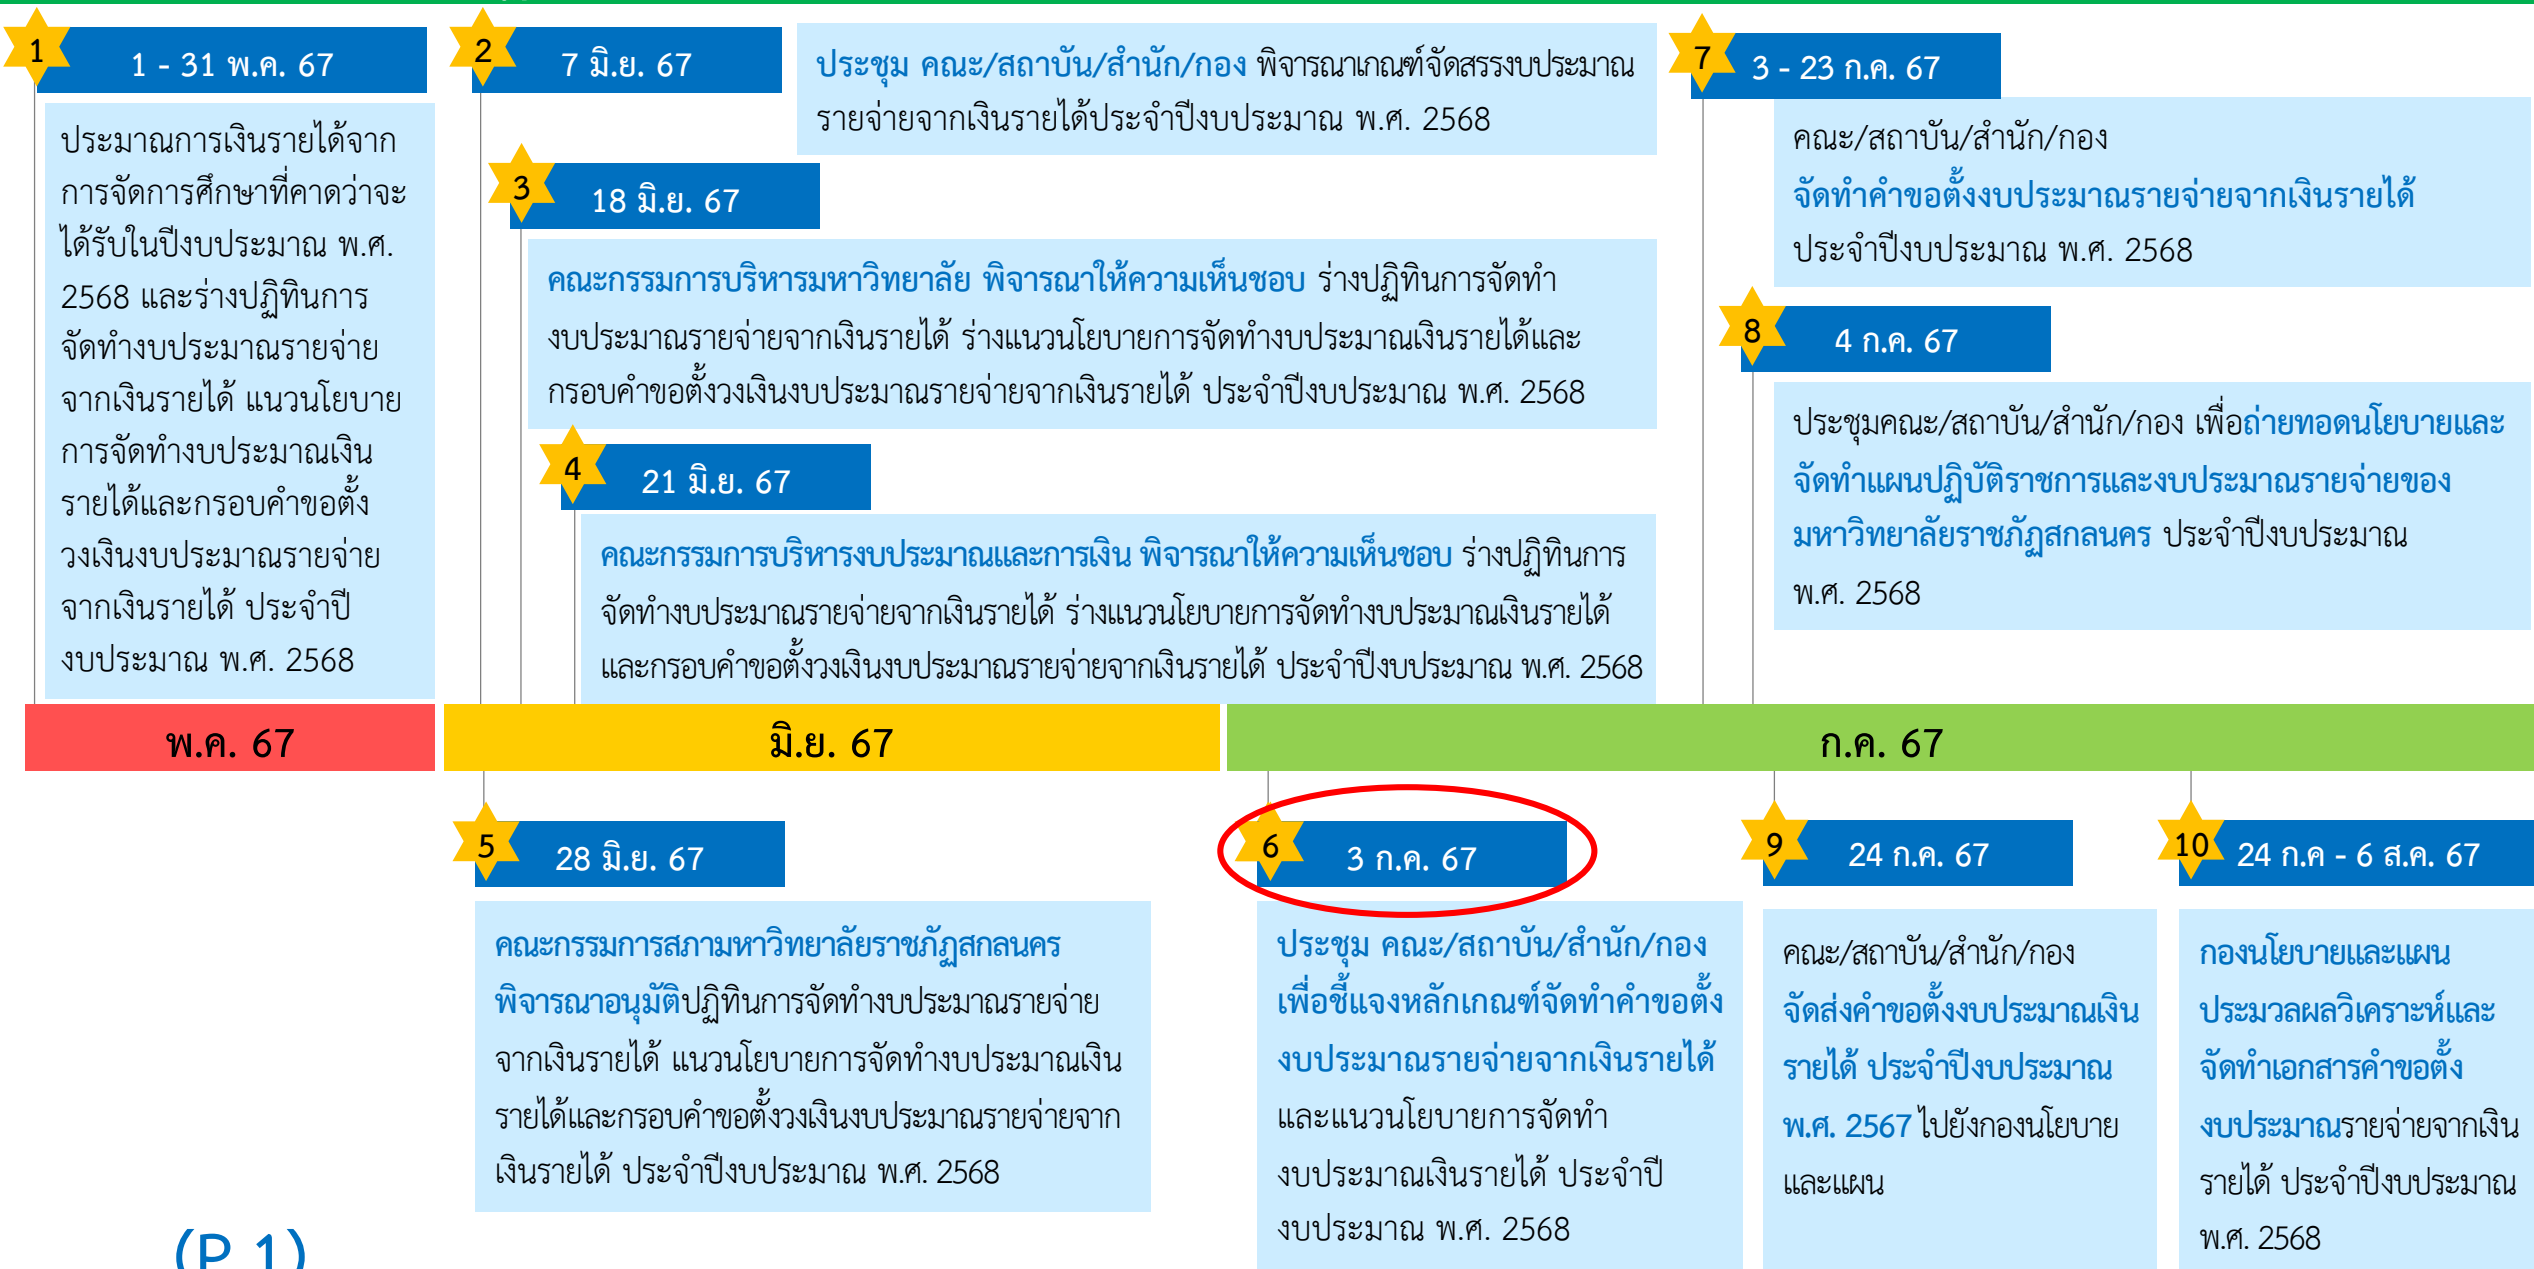 1
1 - 31 พ.ค. 67
ประมาณการเงินรายได้จาก
การจัดการศึกษาที่คาดว่าจะ
ได้รับในปีงบประมาณ พ.ศ.
2568 และร่างปฏิทินการ
จัดทำงบประมาณรายจ่าย
จากเงินรายได้ แนวนโยบาย
การจัดทำงบประมาณเงิน
รายได้และกรอบคำขอตั้ง
วงเงินงบประมาณรายจ่าย
จากเงินรายได้ ประจำปี
งบประมาณ พ.ศ. 2568
2
7 มิ.ย. 67
ประชุม คณะ/สถาบัน/สำนัก/กอง พิจารณาเกณฑ์จัดสรรงบประมาณ
รายจ่ายจากเงินรายได้ประจำปีงบประมาณ พ.ศ. 2568
3
18 มิ.ย. 67
คณะกรรมการบริหารมหาวิทยาลัย พิจารณาให้ความเห็นชอบ ร่างปฏิทินการจัดทำ
งบประมาณรายจ่ายจากเงินรายได้ ร่างแนวนโยบายการจัดทำงบประมาณเงินรายได้และ
กรอบคำขอตั้งวงเงินงบประมาณรายจ่ายจากเงินรายได้ ประจำปีงบประมาณ พ.ศ. 2568
4
21 มิ.ย. 67
คณะกรรมการบริหารงบประมาณและการเงิน พิจารณาให้ความเห็นชอบ ร่างปฏิทินการ
จัดทำงบประมาณรายจ่ายจากเงินรายได้ ร่างแนวนโยบายการจัดทำงบประมาณเงินรายได้
และกรอบคำขอตั้งวงเงินงบประมาณรายจ่ายจากเงินรายได้ ประจำปีงบประมาณ พ.ศ. 2568
7
3 - 23 ก.ค. 67
คณะ/สถาบัน/สำนัก/กอง
จัดทำคำขอตั้งงบประมาณรายจ่ายจากเงินรายได้
ประจำปีงบประมาณ พ.ศ. 2568
8
4 ก.ค. 67
ประชุมคณะ/สถาบัน/สำนัก/กอง เพื่อถ่ายทอดนโยบายและ
จัดทำแผนปฏิบัติราชการและงบประมาณรายจ่ายของ
มหาวิทยาลัยราชภัฏสกลนคร ประจำปีงบประมาณ
พ.ศ. 2568
พ.ค. 67
มิ.ย. 67
ก.ค. 67
5
28 มิ.ย. 67
คณะกรรมการสภามหาวิทยาลัยราชภัฏสกลนคร
พิจารณาอนุมัติปฏิทินการจัดทำงบประมาณรายจ่าย
จากเงินรายได้ แนวนโยบายการจัดทำงบประมาณเงิน
รายได้และกรอบคำขอตั้งวงเงินงบประมาณรายจ่ายจาก
เงินรายได้ ประจำปีงบประมาณ พ.ศ. 2568
6
3 ก.ค. 67
ประชุม คณะ/สถาบัน/สำนัก/กอง
เพื่อชี้แจงหลักเกณฑ์จัดทำคำขอตั้ง
งบประมาณรายจ่ายจากเงินรายได้
และแนวนโยบายการจัดทำ
งบประมาณเงินรายได้ ประจำปี
งบประมาณ พ.ศ. 2568
9
24 ก.ค. 67
คณะ/สถาบัน/สำนัก/กอง
จัดส่งคำขอตั้งงบประมาณเงิน
รายได้ ประจำปีงบประมาณ
พ.ศ. 2567 ไปยังกองนโยบาย
และแผน
10
24 ก.ค - 6 ส.ค. 67
กองนโยบายและแผน
ประมวลผลวิเคราะห์และ
จัดทำเอกสารคำขอตั้ง
งบประมาณรายจ่ายจากเงิน
รายได้ ประจำปีงบประมาณ
พ.ศ. 2568
(P 1)